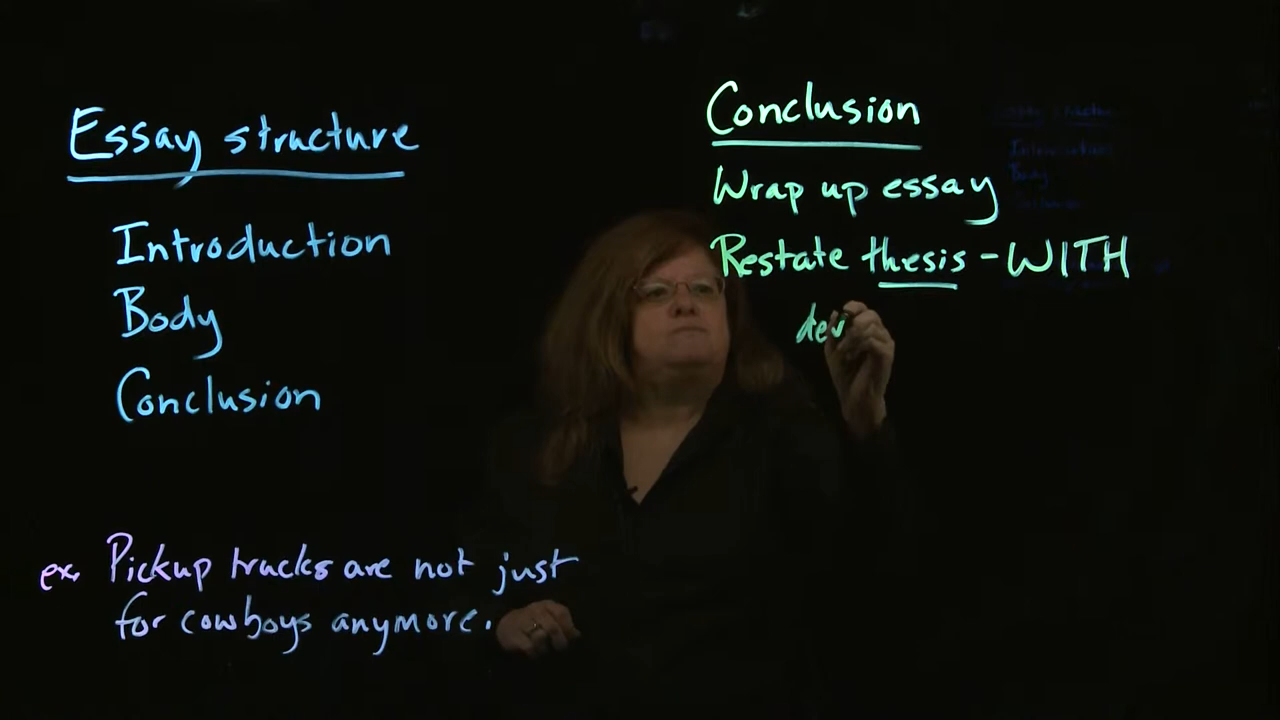 Essay structure
Introduction
Body
Conclusion
ex. Pickup trucks are not just
for cowboys anymore.
Conclusion
Wrap up essay
Restate thesis - WITH
dev